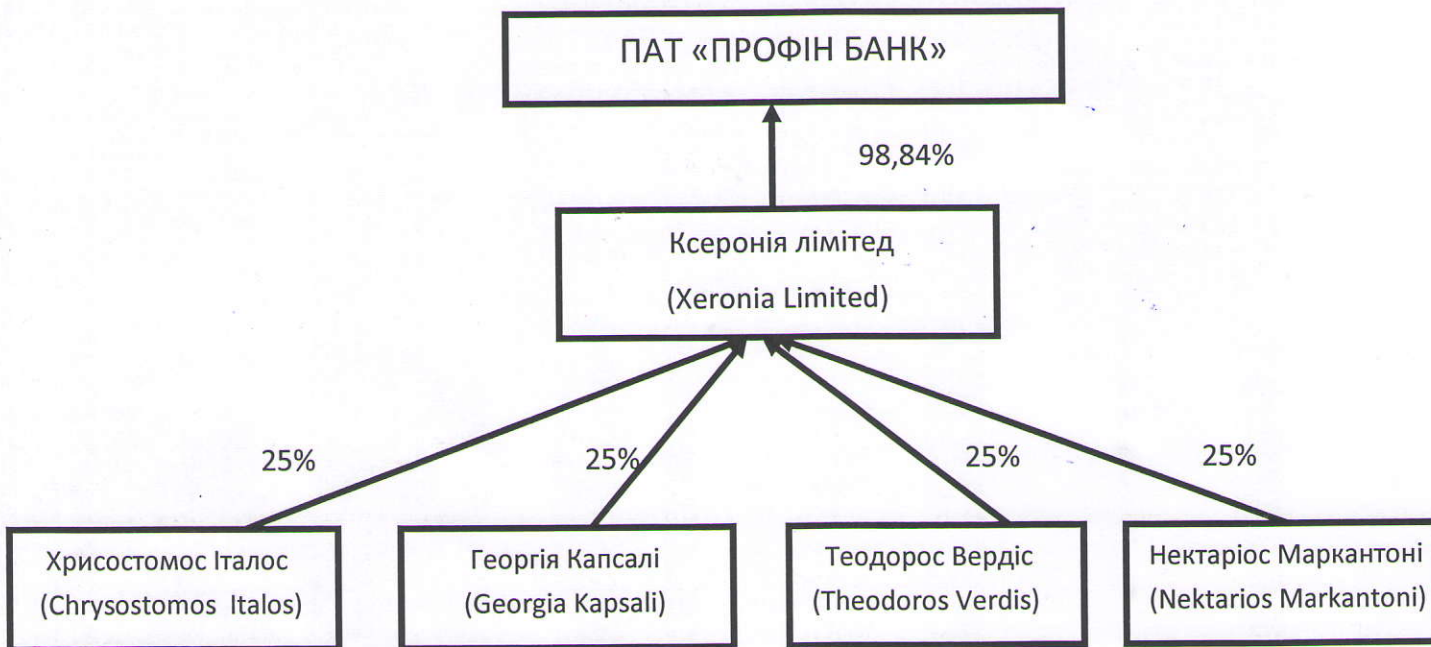 ПАТ «ПРОФІН БАНК»
98,84%
Ксеронія лімітед
(Xeronia Limited)
25%
25%
25%
25%
Хрисостомос Італос
(Chrysostomos Italos)
Георгія Капсалі
(Georgia Kapsali)
Теодорос Вердіс
(Theodoros Verdis)
Нектаріос Маркантоні
(Nektarios Markantoni)